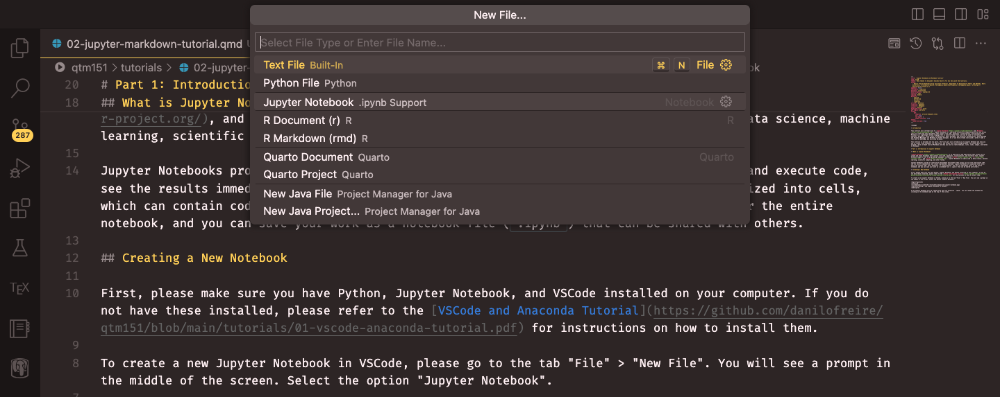 New File...
Select File Type or Enter File Name...
Text File Built-In ⌘ N File
Python File Python
Jupyter Notebook .ipynb Support Notebook
R Document (r) R R
R Markdown (rmd) R
Quarto Document Quarto Quarto
Quarto Project Quarto
New Java File Project Manager for Java
New Java Project... Project Manager for Java
02-jupyter-markdown-tutorial.qmd
qtm151 > tutorials > 02-jupyter-
20 # Part 1: Introductio
18 ## What is Jupyter No
r-project.org/), and ata science, machine
learning, scientific
15
14 Jupyter Notebooks pro and execute code,
see the results immed ized into cells,
which can contain cod r the entire
notebook, and you can save your work as a notebook file (`.ipynb`) that can be shared with others.
13
12 ## Creating a New Notebook
11
10 First, please make sure you have Python, Jupyter Notebook, and VSCode installed on your computer. If you do
not have these installed, please refer to the [VSCode and Anaconda Tutorial](https://github.com/danilofreire/
qtm151/blob/main/tutorials/01-vscode-anaconda-tutorial.pdf) for instructions on how to install them.
9
8 To create a new Jupyter Notebook in VSCode, please go to the tab "File" > "New File". You will see a prompt in
the middle of the screen. Select the option "Jupyter Notebook".
287
TEX